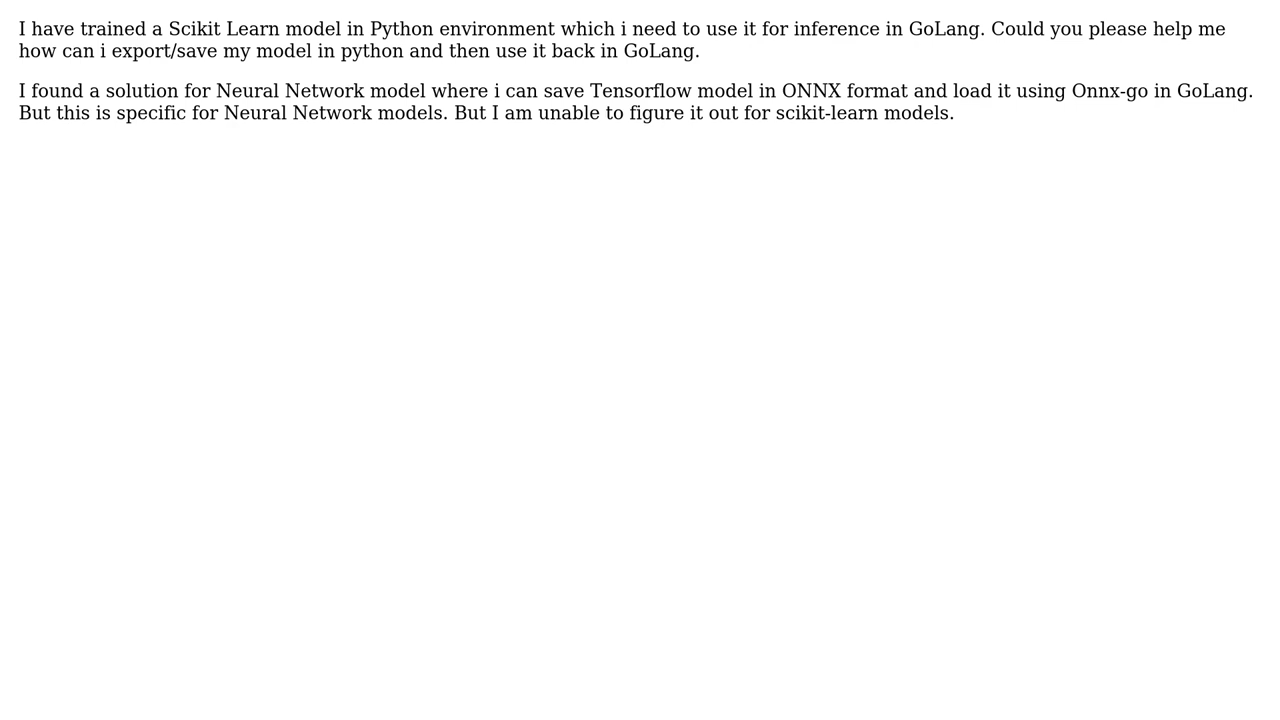 I have trained a Scikit Learn model in Python environment which i need to use it for inference in GoLang. Could you please help me
how can i export/save my model in python and then use it back in GoLang.
I found a solution for Neural Network model where i can save Tensorflow model in ONNX format and load it using Onnx-go in GoLang.
But this is specific for Neural Network models. But I am unable to figure it out for scikit-learn models.